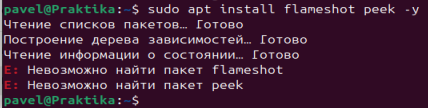 pavel@Praktika:~$ sudo apt install flameshot peek -y
Чтение списков пакетов… Готово
Построение дерева зависимостей… Готово
Чтение информации о состоянии… Готово
E: Невозможно найти пакет flameshot
E: Невозможно найти пакет peek
pavel@Praktika:~$